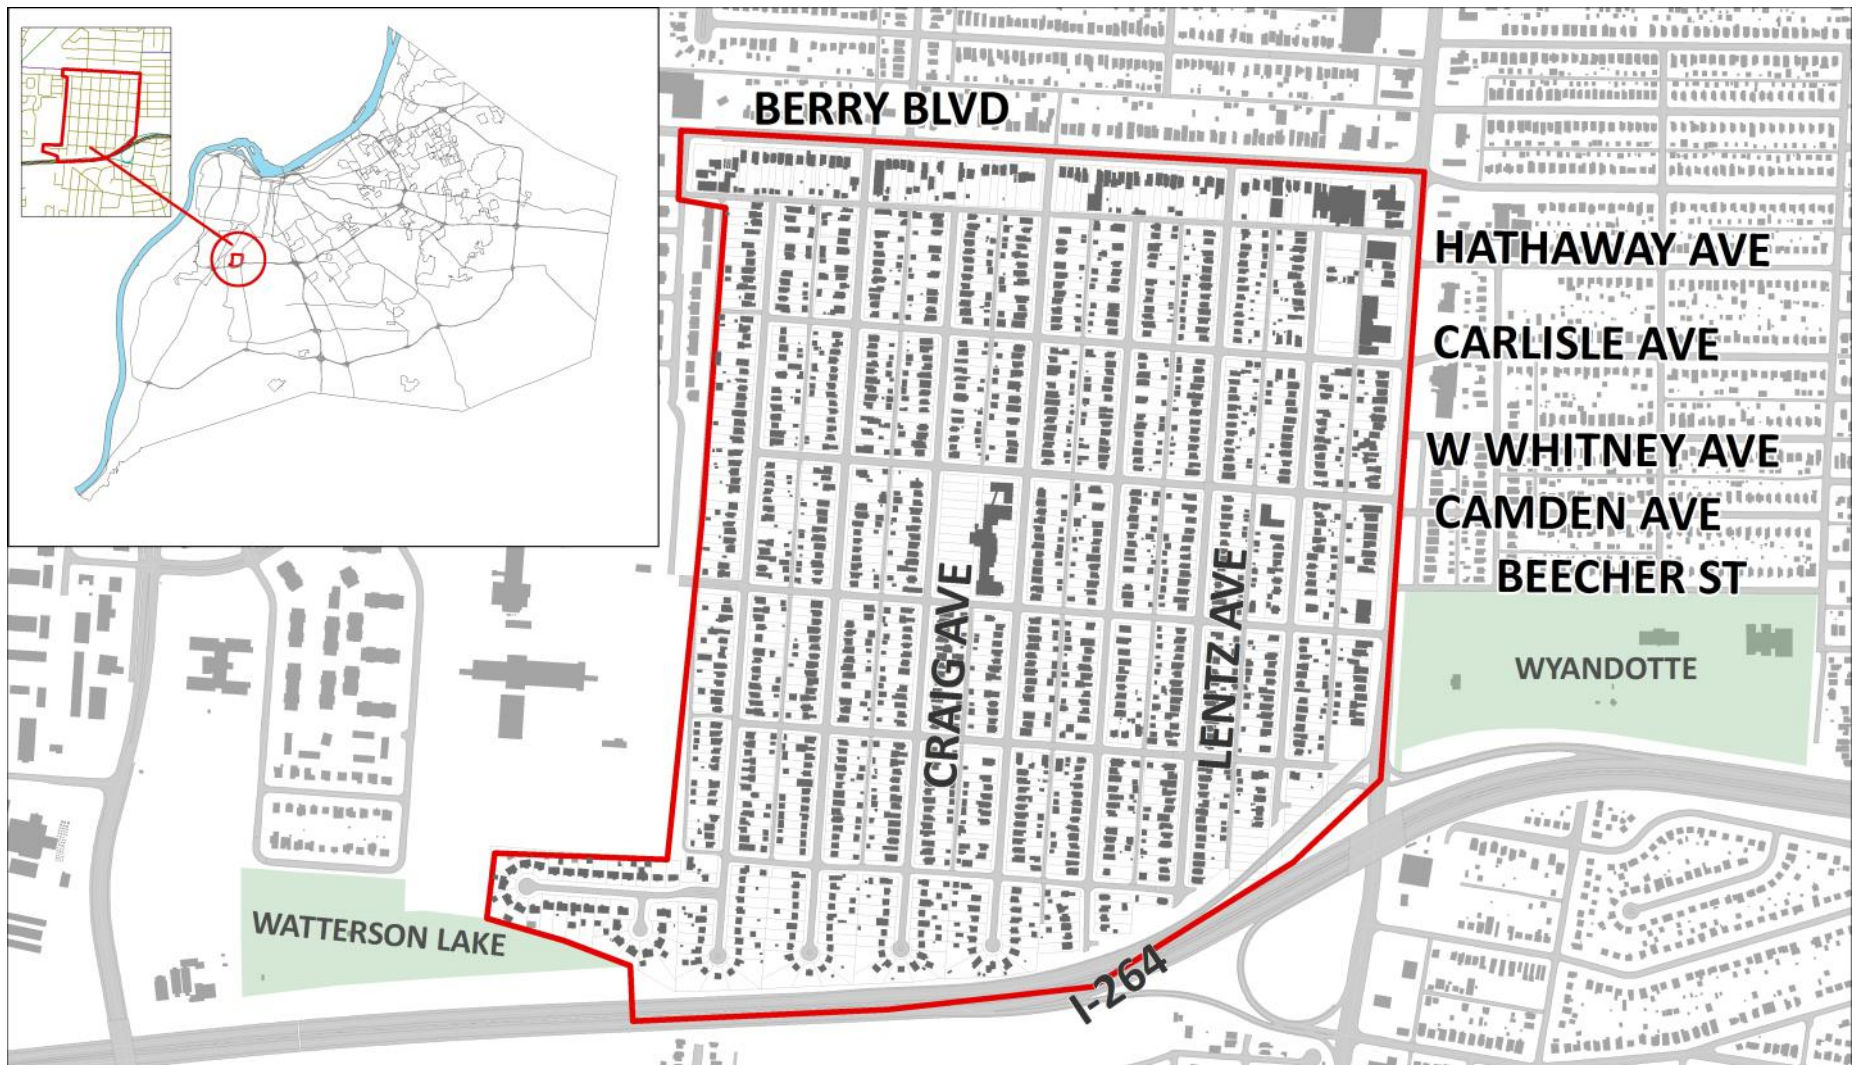 BERRY BLVD
HATHAWAY AVE
CARLISLE AVE
W WHITNEY AVE
CAMDEN AVE
BEECHER ST
CRAIG AVE
LENTZ AVE
WYANDOTTE
WATTERSON LAKE
I-264